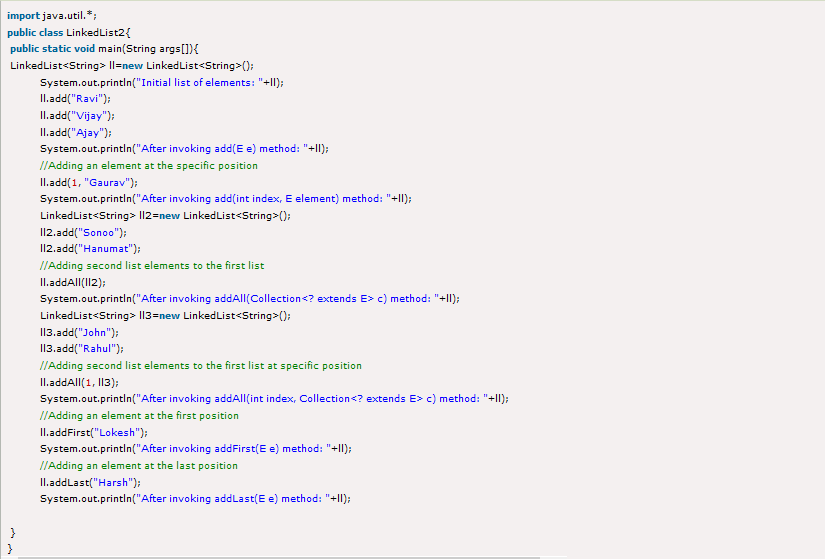 import java.util.*;
public class LinkedList2{
public static void main(String args[]){
LinkedList<String> ll=new LinkedList<String>();
System.out.println("Initial list of elements: "+ll);
ll.add("Ravi");
ll.add("Vijay");
ll.add("Ajay");
System.out.println("After invoking add(E e) method: "+ll);
//Adding an element at the specific position
ll.add(1, "Gaurav");
System.out.println("After invoking add(int index, E element) method: "+ll);
LinkedList<String> ll2=new LinkedList<String>();
ll2.add("Sonoo");
ll2.add("Hanumat");
//Adding second list elements to the first list
ll.addAll(ll2);
System.out.println("After invoking addAll(Collection<? extends E> c) method: "+ll);
LinkedList<String> ll3=new LinkedList<String>();
ll3.add("John");
ll3.add("Rahul");
//Adding second list elements to the first list at specific position
ll.addAll(1, ll3);
System.out.println("After invoking addAll(int index, Collection<? extends E> c) method: "+ll);
//Adding an element at the first position
ll.addFirst("Lokesh");
System.out.println("After invoking addFirst(E e) method: "+ll);
//Adding an element at the last position
ll.addLast("Harsh");
System.out.println("After invoking addLast(E e) method: "+ll);
}
}